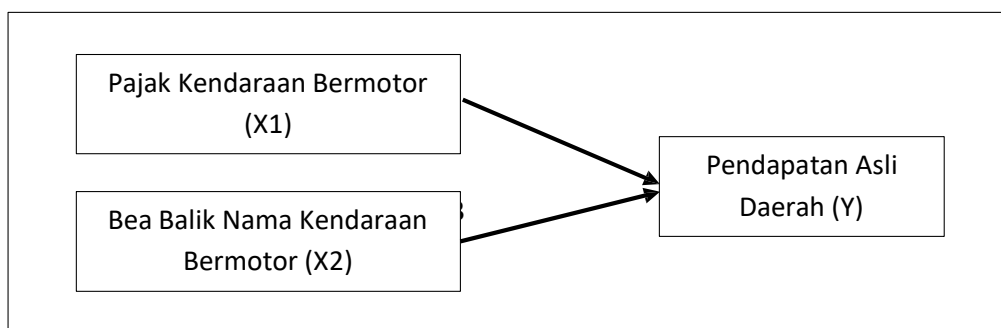 Pajak Kendaraan Bermotor
(X1)
Bea Balik Nama Kendaraan
Bermotor (X2)
Pendapatan Asli
Daerah (Y)